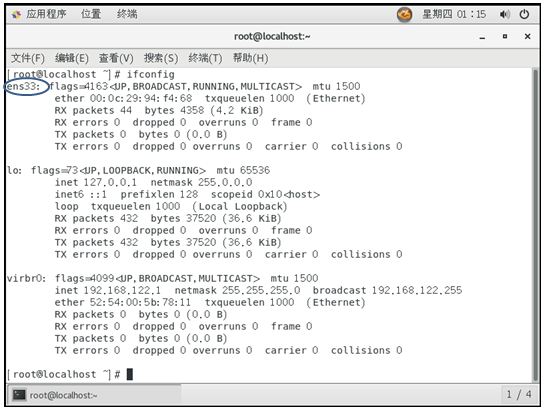 应用程序 位置 终端 星期四 01∶15
root@localhost:~
文件(F) 编辑(E) 查看(V) 搜索(S) 终端(T) 帮助(H)
[root@localhost ~]# ifconfig
ens33: flags=4163<UP,BROADCAST,RUNNING,MULTICAST> mtu 1500
ether 00:0c:29:94:f4:68 txqueuelen 1000 (Ethernet)
RX packets 44 bytes 4358 (4.2 KiB)
RX errors 0 dropped 0 overruns 0 frame 0
TX packets 0 bytes 0 (0.0 B)
TX errors 0 dropped 0 overruns 0 carrier 0 collisions 0
lo: flags=73<UP,LOOPBACK,RUNNING> mtu 65536
inet 127.0.0.1 netmask 255.0.0.0
inet6 ::1 prefixlen 128 scopeid 0x10<host>
loop txqueuelen 1000 (Local Loopback)
RX packets 432 bytes 37520 (36.6 KiB)
RX errors 0 dropped 0 overruns 0 frame 0
TX packets 432 bytes 37520 (36.6 KiB)
TX errors 0 dropped 0 overruns 0 carrier 0 collisions 0
virbr0: flags=4099<UP,BROADCAST,MULTICAST> mtu 1500
inet 192.168.122.1 netmask 255.255.255.0 broadcast 192.168.122.255
ether 52:54:00:5b:78:11 txqueuelen 1000 (Ethernet)
RX packets 0 bytes 0 (0.0 B)
RX errors 0 dropped 0 overruns 0 frame 0
TX packets 0 bytes 0 (0.0 B)
TX errors 0 dropped 0 overruns 0 carrier 0 collisions 0
[root@localhost ~]#
root@localhost:~ 1 / 4